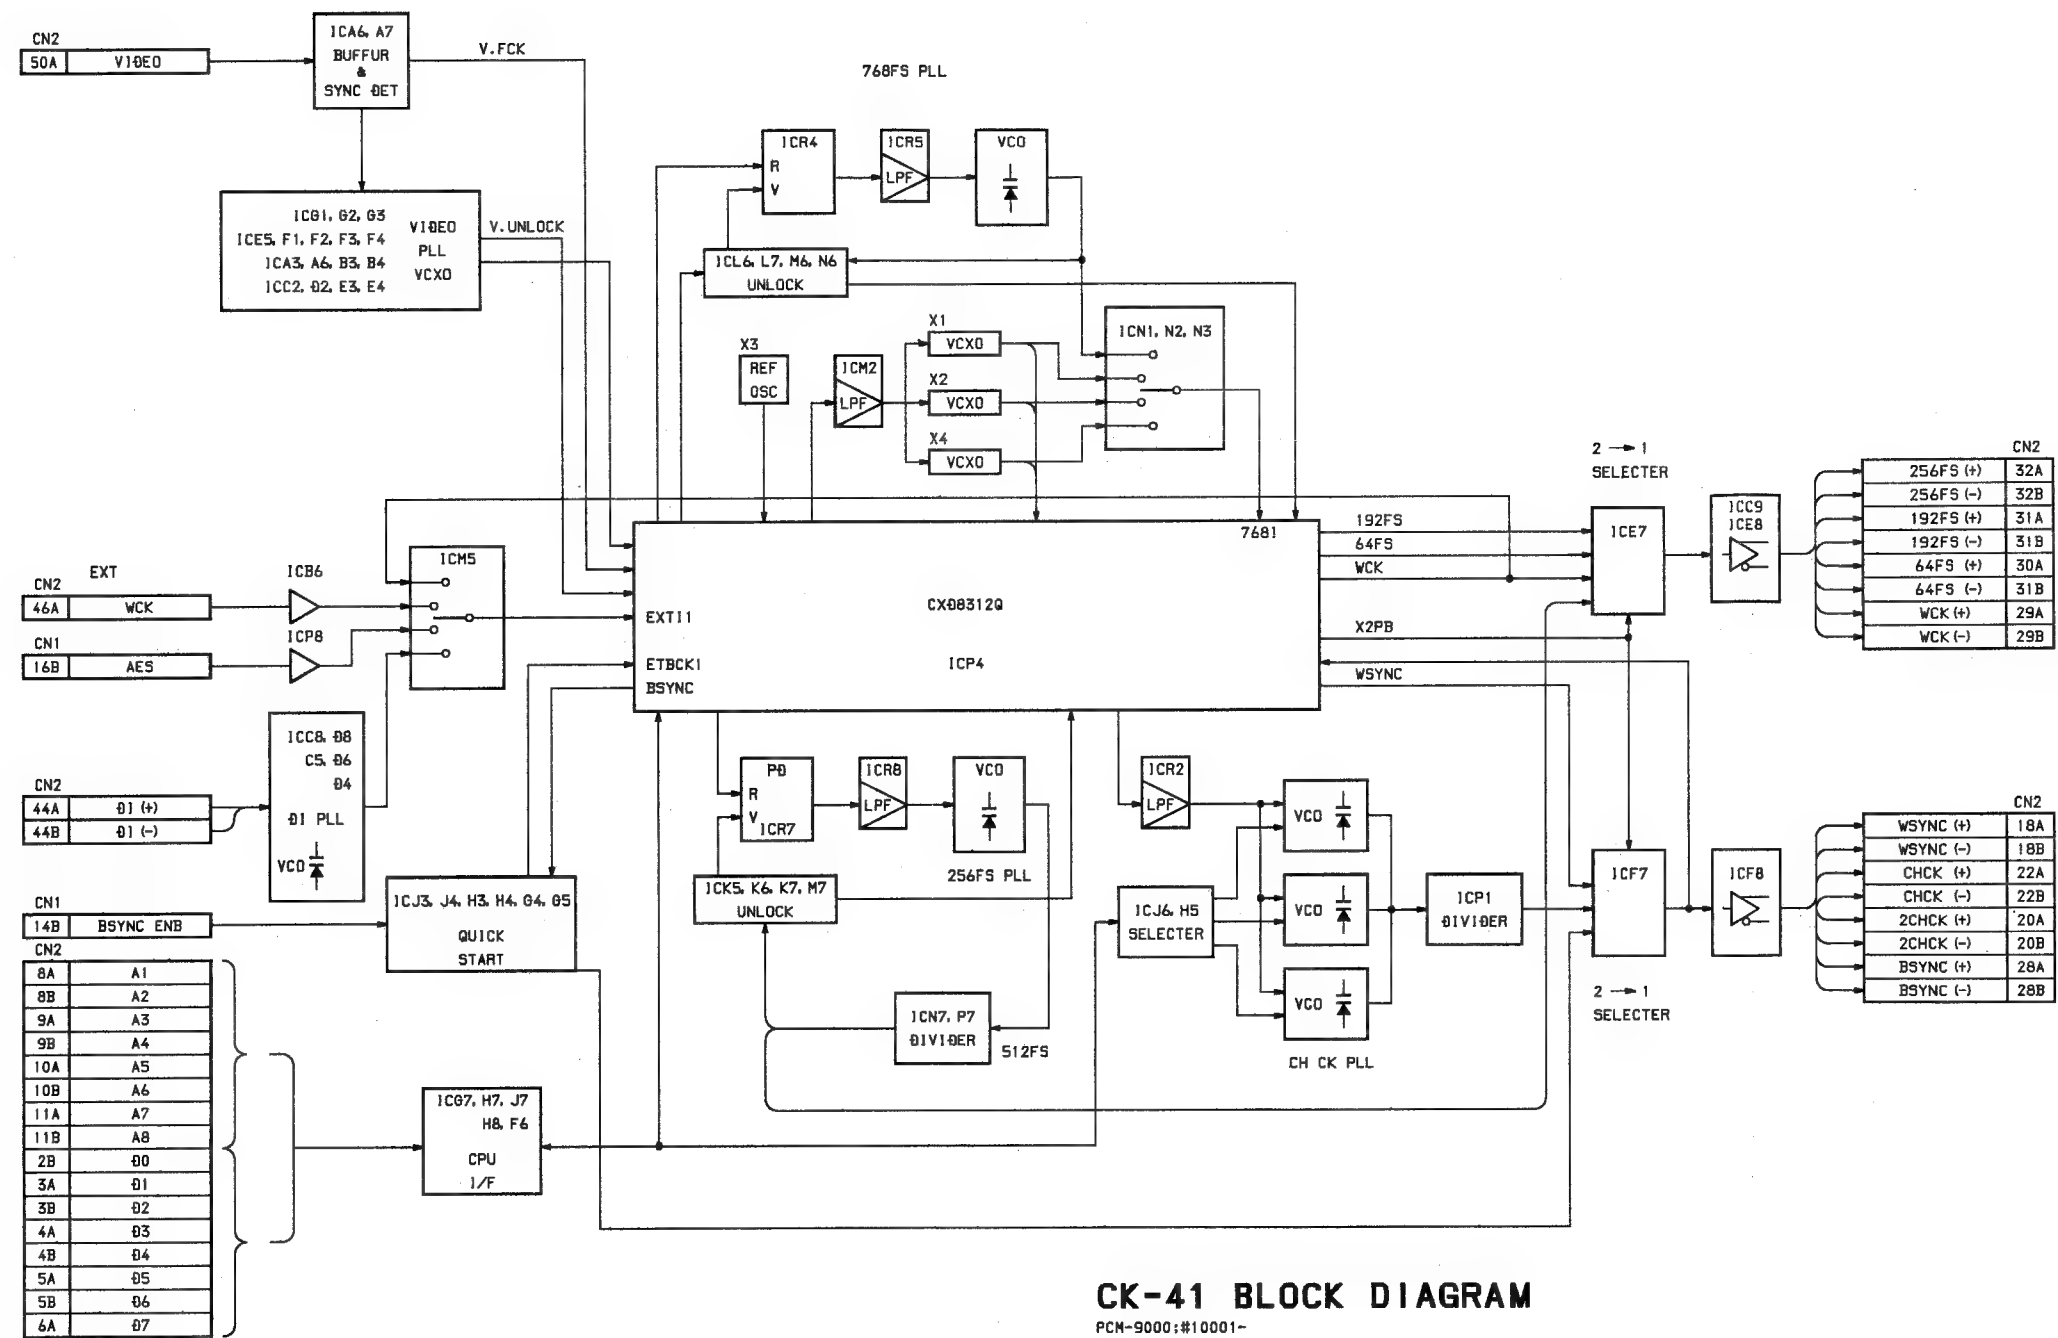 CN2
50A VIDEO
ICA6, A7
BUFFUR
&
SYNC DET
V.FCK
ICG1, G2, G3
ICE5, F1, F2, F3, F4
ICA3, A6, B3, B4
ICC2, D2, E3, E4
VIDEO
PLL
VCXO
V.UNLOCK
768FS PLL
ICR4
R
V
ICR5
LPF
VCO
ICL6, L7, M6, N6
UNLOCK
X3
REF
OSC
ICM2
LPF
X1
VCXO
X2
VCXO
X4
VCXO
ICN1, N2, N3
EXT
CN2
46A WCK
ICB6
CN1
16B AES
ICP8
ICM5
CN2
44A DI (+)
44B DI (-)
ICC8, D8
C5, D6
D4
DI PLL
VCO
EXTI1
ETBCKI
BSYNC
CXD8312Q
ICP4
768I
192FS
64FS
WCK
X2PB
WSYNC
2 → 1
SELECTER
ICE7
ICC9
ICE8
CN2
256FS (+) 32A
256FS (-) 32B
192FS (+) 31A
192FS (-) 31B
64FS (+) 30A
64FS (-) 31B
WCK (+) 29A
WCK (-) 29B
CN1
14B BSYNC ENB
ICJ3, J4, H3, H4, G4, G5
QUICK
START
PD
R
V
ICR7
ICR8
LPF
VCO
256FS PLL
ICK5, K6, K7, M7
UNLOCK
ICN7, P7
DIVIDER
512FS
ICR2
LPF
VCO
VCO
VCO
CH CK PLL
ICJ6, H5
SELECTER
ICP1
DIVIDER
ICF7
2 → 1
SELECTER
ICF8
CN2
WSYNC (+) 18A
WSYNC (-) 18B
CHCK (+) 22A
CHCK (-) 22B
2CHCK (+) 20A
2CHCK (-) 20B
BSYNC (+) 28A
BSYNC (-) 28B
CN2
8A A1
8B A2
9A A3
9B A4
10A A5
10B A6
11A A7
11B A8
2B D0
3A D1
3B D2
4A D3
4B D4
5A D5
5B D6
6A D7
ICG7, H7, J7
H8, F6
CPU
I/F
CK-41 BLOCK DIAGRAM
PCM-9000;#10001-